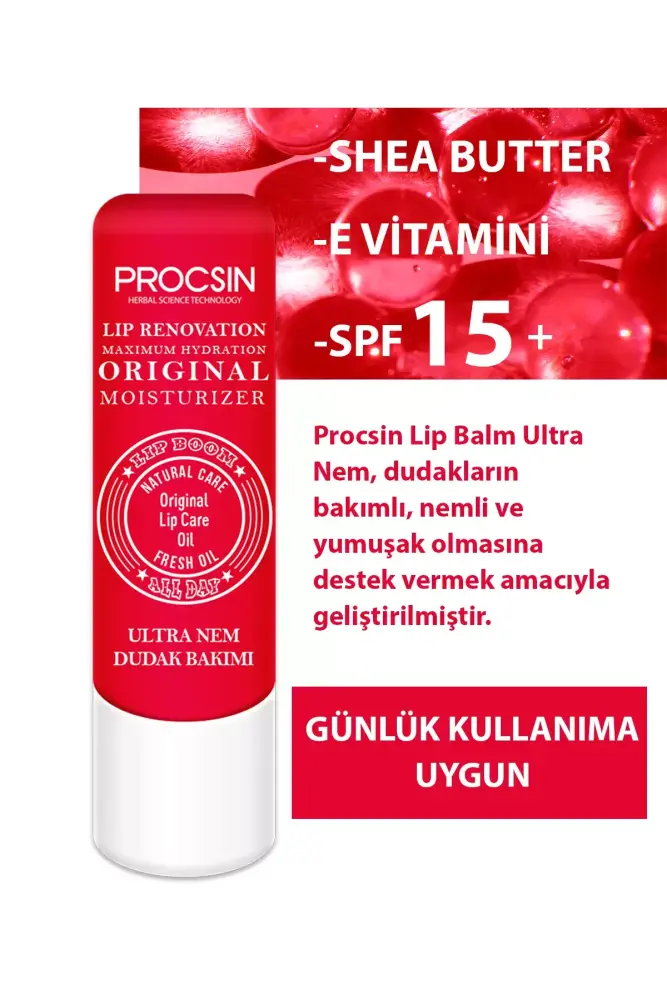 -SHEA BUTTER
-E VİTAMİNİ
-SPF 15 +
PROCSIN
HERBAL SCIENCE TECHNOLOGY
LIP RENOVATION
MAXIMUM HYDRATION
ORIGINAL
MOISTURIZER
LIP BOOM
NATURAL CARE
Original
Lip Care
Oil
FRESH OIL
ALL DAY
ULTRA NEM
DUDAK BAKIMI
Procsin Lip Balm Ultra
Nem, dudakların
bakımlı, nemli ve
yumuşak olmasına
destek vermek amacıyla
geliştirilmiştir.
GÜNLÜK KULLANIMA
UYGUN